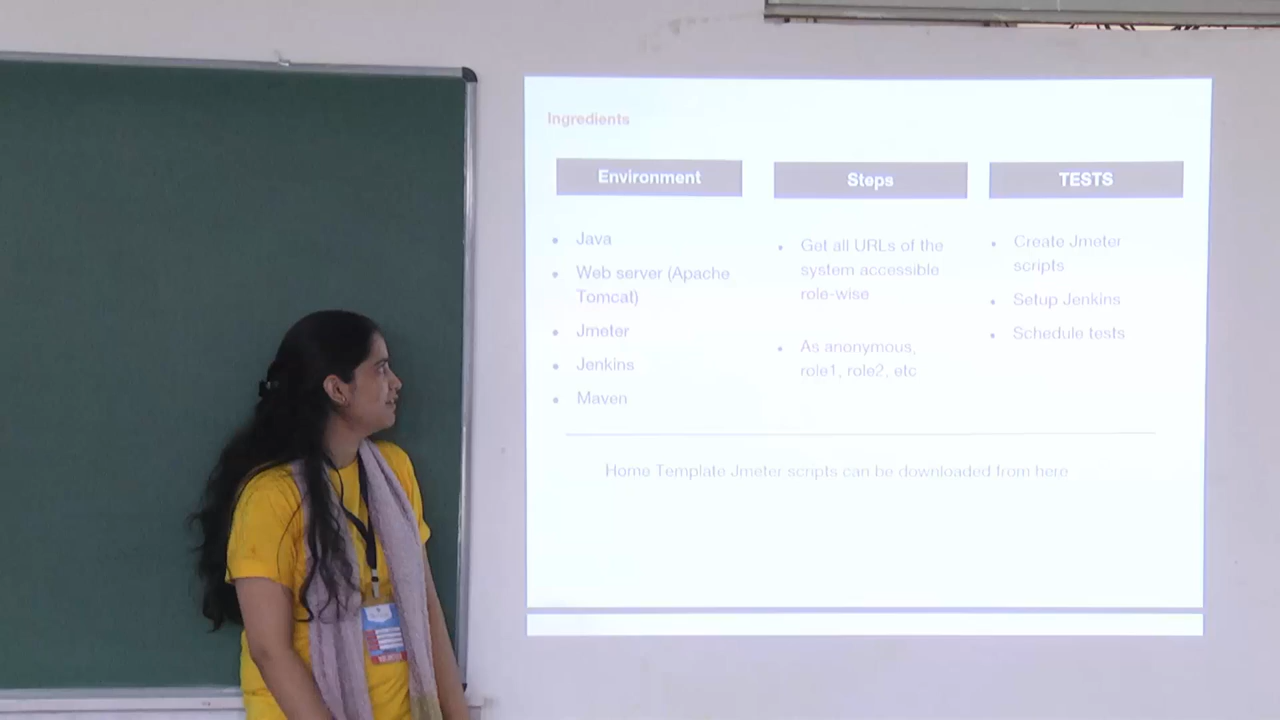 Ingredients
Environment
Java
Web server (Apache
Tomcat)
Jmeter
Jenkins
Maven
Steps
Get all URLs of the
system accessible
role-wise
As anonymous,
role1, role2, etc
TESTS
Create Jmeter
scripts
Setup Jenkins
Schedule tests
Home Template Jmeter scripts can be downloaded from here